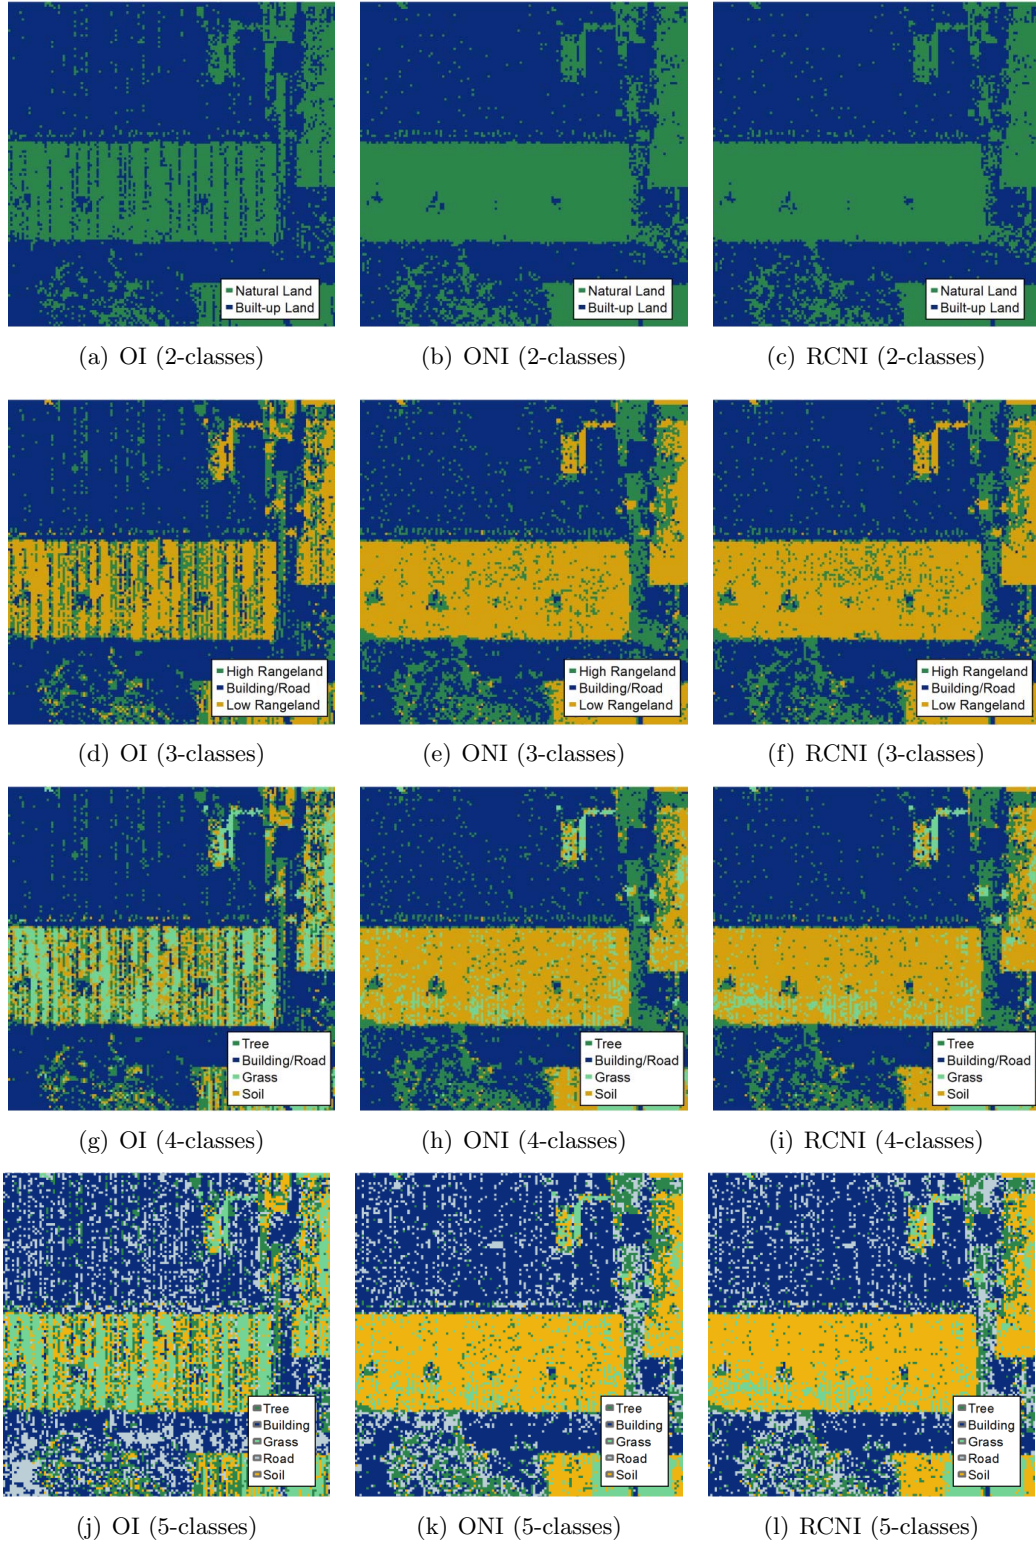 Natural Land
Built-up Land
Natural Land
Built-up Land
Natural Land
Built-up Land
(a) OI (2-classes)
(b) ONI (2-classes)
(c) RCNI (2-classes)
High Rangeland
Building/Road
Low Rangeland
High Rangeland
Building/Road
Low Rangeland
High Rangeland
Building/Road
Low Rangeland
(d) OI (3-classes)
(e) ONI (3-classes)
(f) RCNI (3-classes)
Tree
Building/Road
Grass
Soil
Tree
Building/Road
Grass
Soil
Tree
Building/Road
Grass
Soil
(g) OI (4-classes)
(h) ONI (4-classes)
(i) RCNI (4-classes)
Tree
Building
Grass
Road
Soil
Tree
Building
Grass
Road
Soil
Tree
Building
Grass
Road
Soil
(j) OI (5-classes)
(k) ONI (5-classes)
(l) RCNI (5-classes)